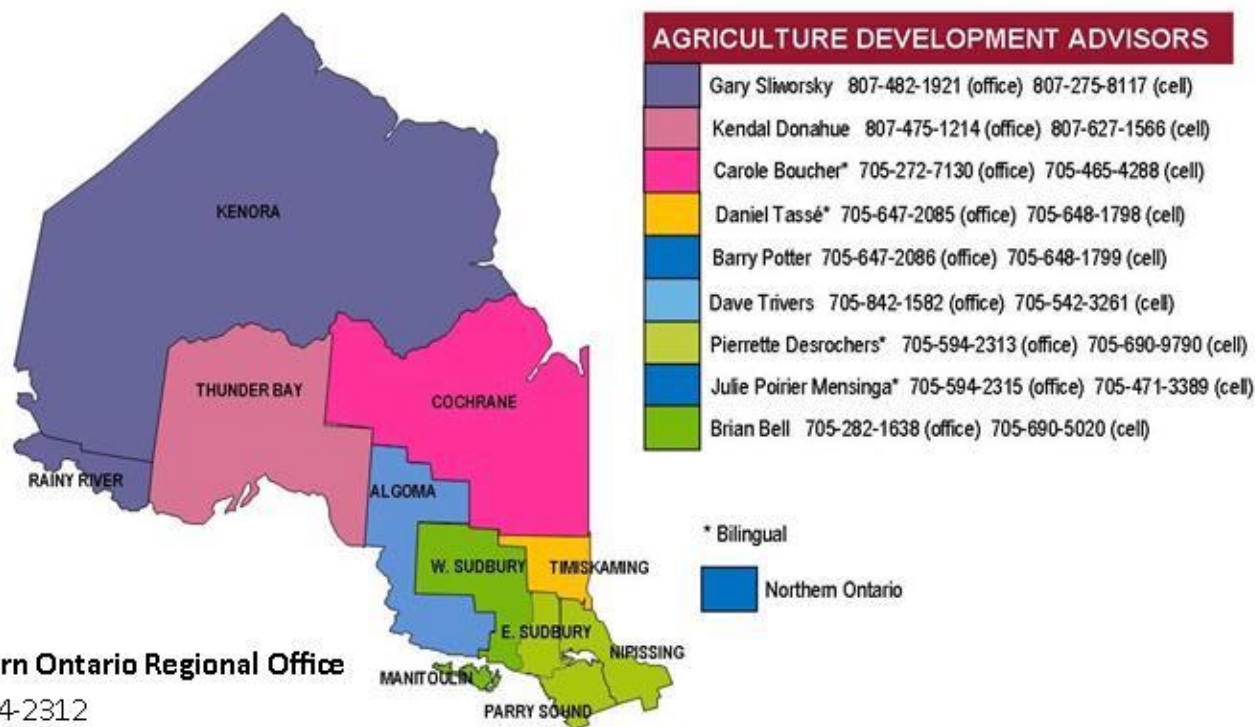 AGRICULTURE DEVELOPMENT ADVISORS
Gary Sliworsky 807-482-1921 (office) 807-275-8117 (cell)
Kendal Donahue 807-475-1214 (office) 807-627-1566 (cell)
Carole Boucher* 705-272-7130 (office) 705-465-4288 (cell)
Daniel Tassé* 705-647-2085 (office) 705-648-1798 (cell)
Barry Potter 705-647-2086 (office) 705-648-1799 (cell)
Dave Trivers 705-842-1582 (office) 705-542-3261 (cell)
Pierrette Desrochers* 705-594-2313 (office) 705-690-9790 (cell)
Julie Poirier Mensinga* 705-594-2315 (office) 705-471-3389 (cell)
Brian Bell 705-282-1638 (office) 705-690-5020 (cell)
* Bilingual
Northern Ontario
KENORA
THUNDER BAY
COCHRANE
RAINY RIVER
ALGOMA
W. SUDBURY
TIMISKAMING
E. SUDBURY
NIPISSING
MANITOULIN
PARRY SOUND
rn Ontario Regional Office
4-2312